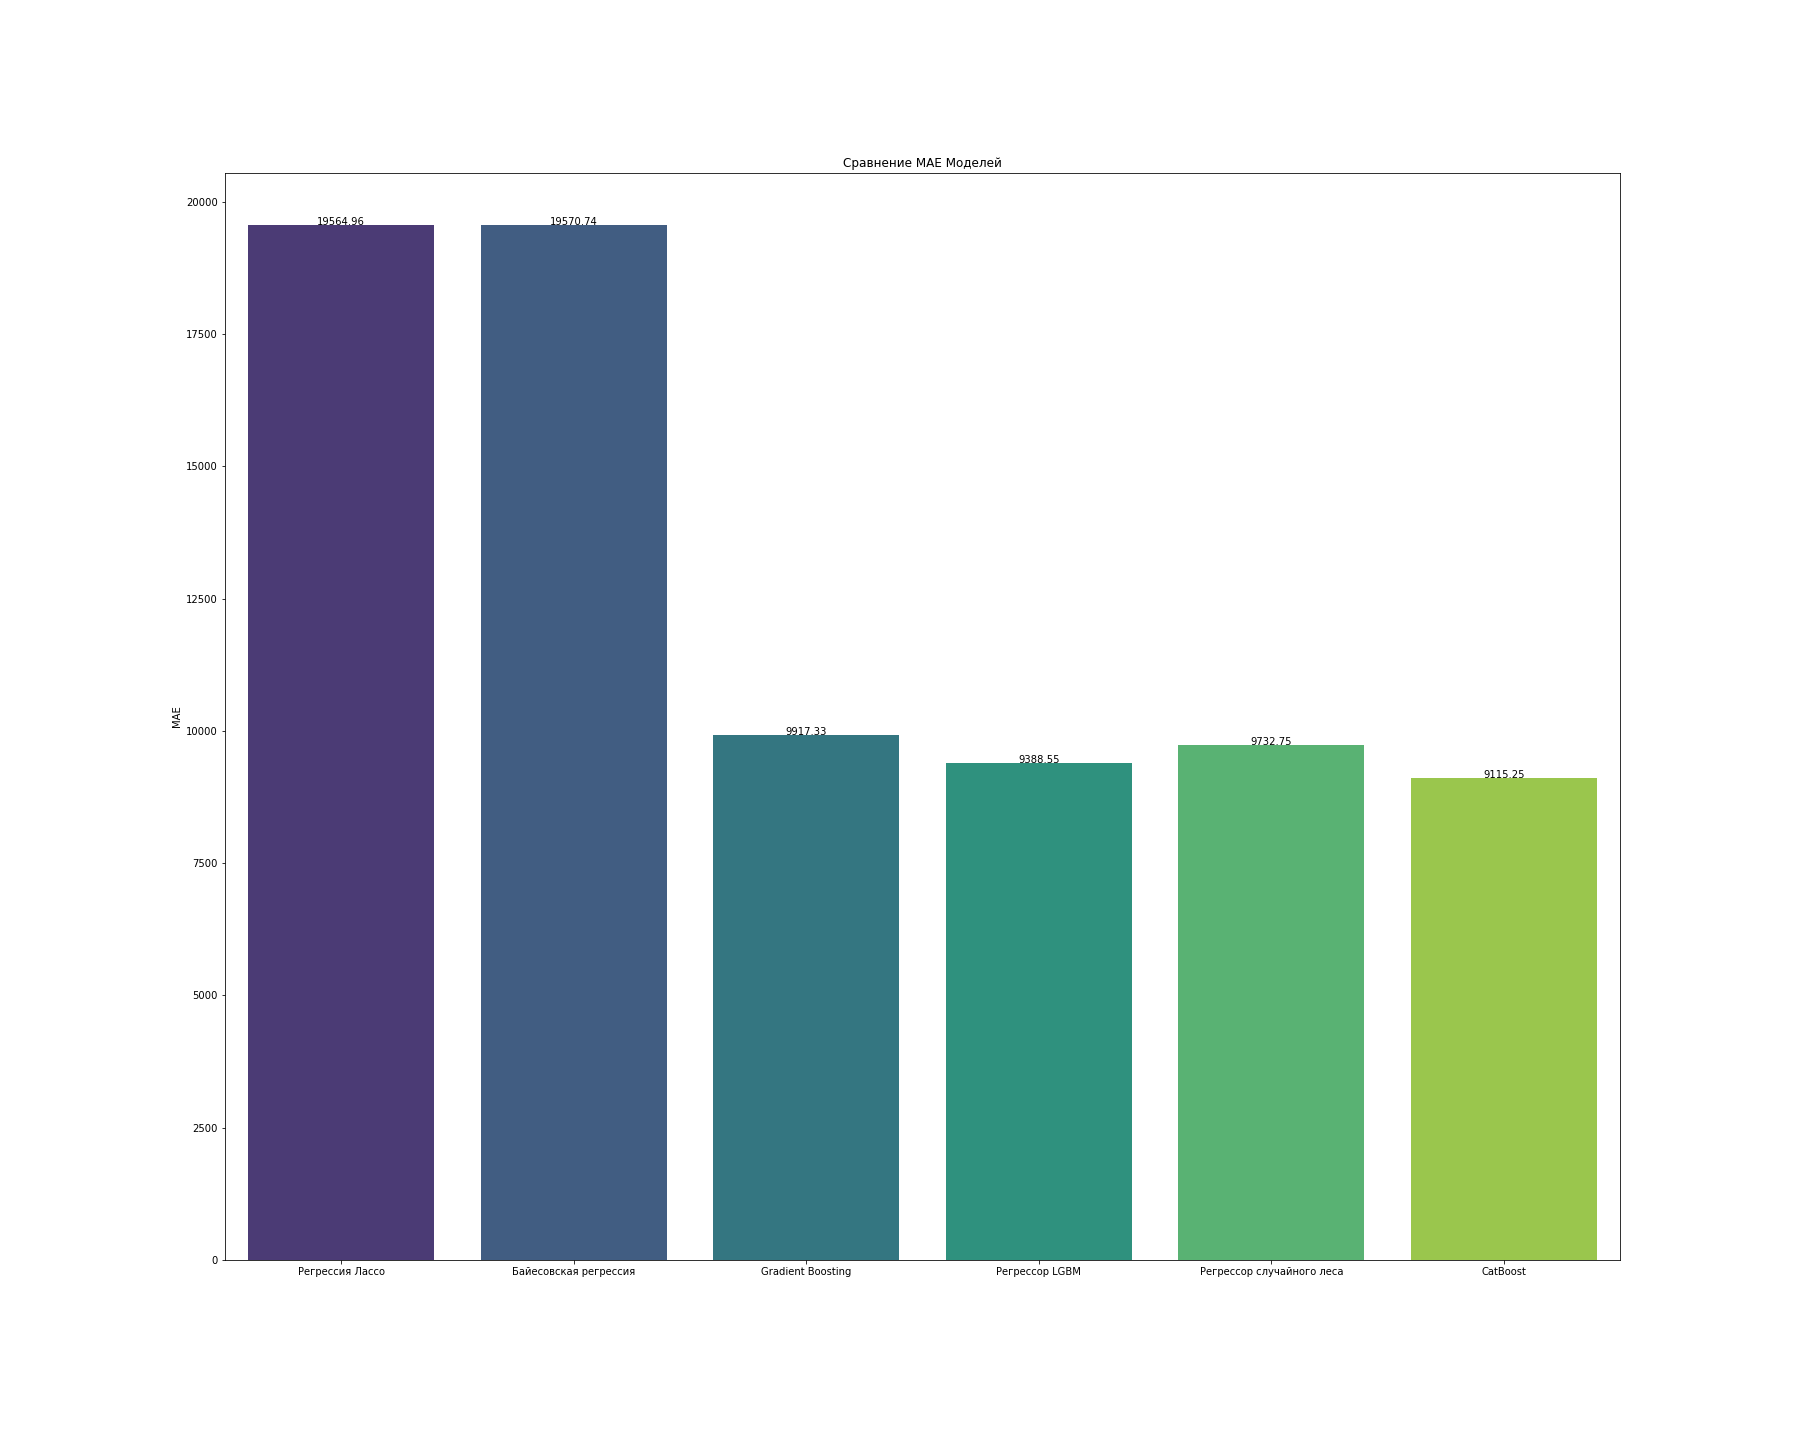 Сравнение MAE Моделей
20000
17500
15000
12500
10000
7500
5000
2500
0
MAE
19564.96
19570.74
9917.33
9388.55
9732.75
9115.25
Регрессия Лассо
Байесовская регрессия
Gradient Boosting
Регрессор LGBM
Регрессор случайного леса
CatBoost